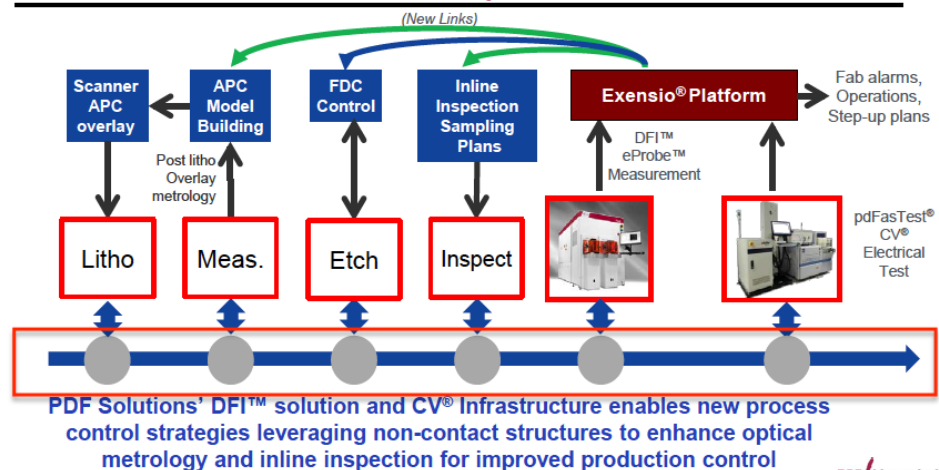 (New Links)
Scanner
APC
overlay
APC
Model
Building
FDC
Control
Inline
Inspection
Sampling
Plans
Exensio® Platform
Fab alarms,
Operations,
Step-up plans
Post litho
Overlay
metrology
DFI™
eProbe™
Measurement
Litho
Meas.
Etch
Inspect
pdFasTest®
CV®
Electrical
Test
PDF Solutions’ DFI™ solution and CV® Infrastructure enables new process
control strategies leveraging non-contact structures to enhance optical
metrology and inline inspection for improved production control